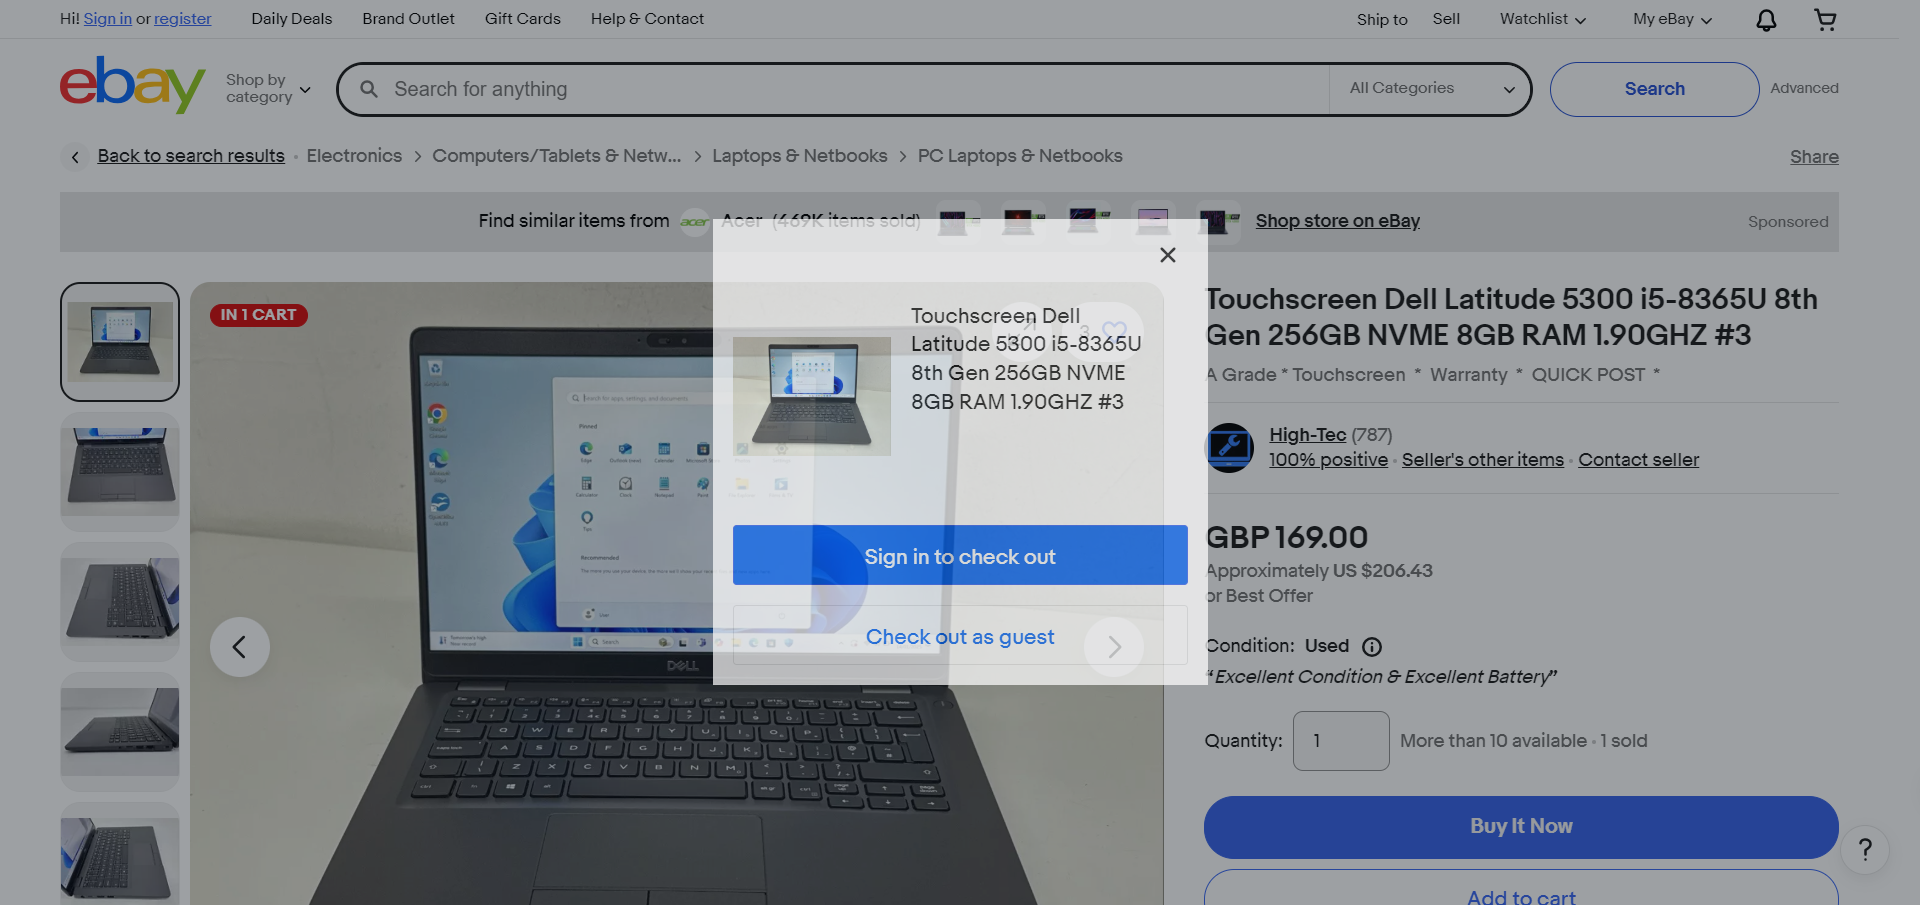 Hi! Sign in or register
Daily Deals
Brand Outlet
Gift Cards
Help & Contact
Ship to
Sell
Watchlist
My eBay
ebay
Shop by category
Search for anything
All Categories
Search
Advanced
Back to search results
Electronics
Computers/Tablets & Netw...
Laptops & Netbooks
PC Laptops & Netbooks
Share
Find similar items from
acer
Acer (469K items sold)
Shop store on eBay
Sponsored
IN 1 CART
3
Touchscreen Dell
Latitude 5300 i5-8365U
8th Gen 256GB NVME
8GB RAM 1.90GHZ #3
Sign in to check out
Check out as guest
Touchscreen Dell Latitude 5300 i5-8365U 8th
Gen 256GB NVME 8GB RAM 1.90GHZ #3
A Grade * Touchscreen * Warranty * QUICK POST *
High-Tec (787)
100% positive · Seller's other items · Contact seller
GBP 169.00
Approximately US $206.43
or Best Offer
Condition: Used
“Excellent Condition & Excellent Battery”
Quantity: 1 More than 10 available · 1 sold
Buy It Now
Add to cart
?
Pinned
Recommended
Search
DELL